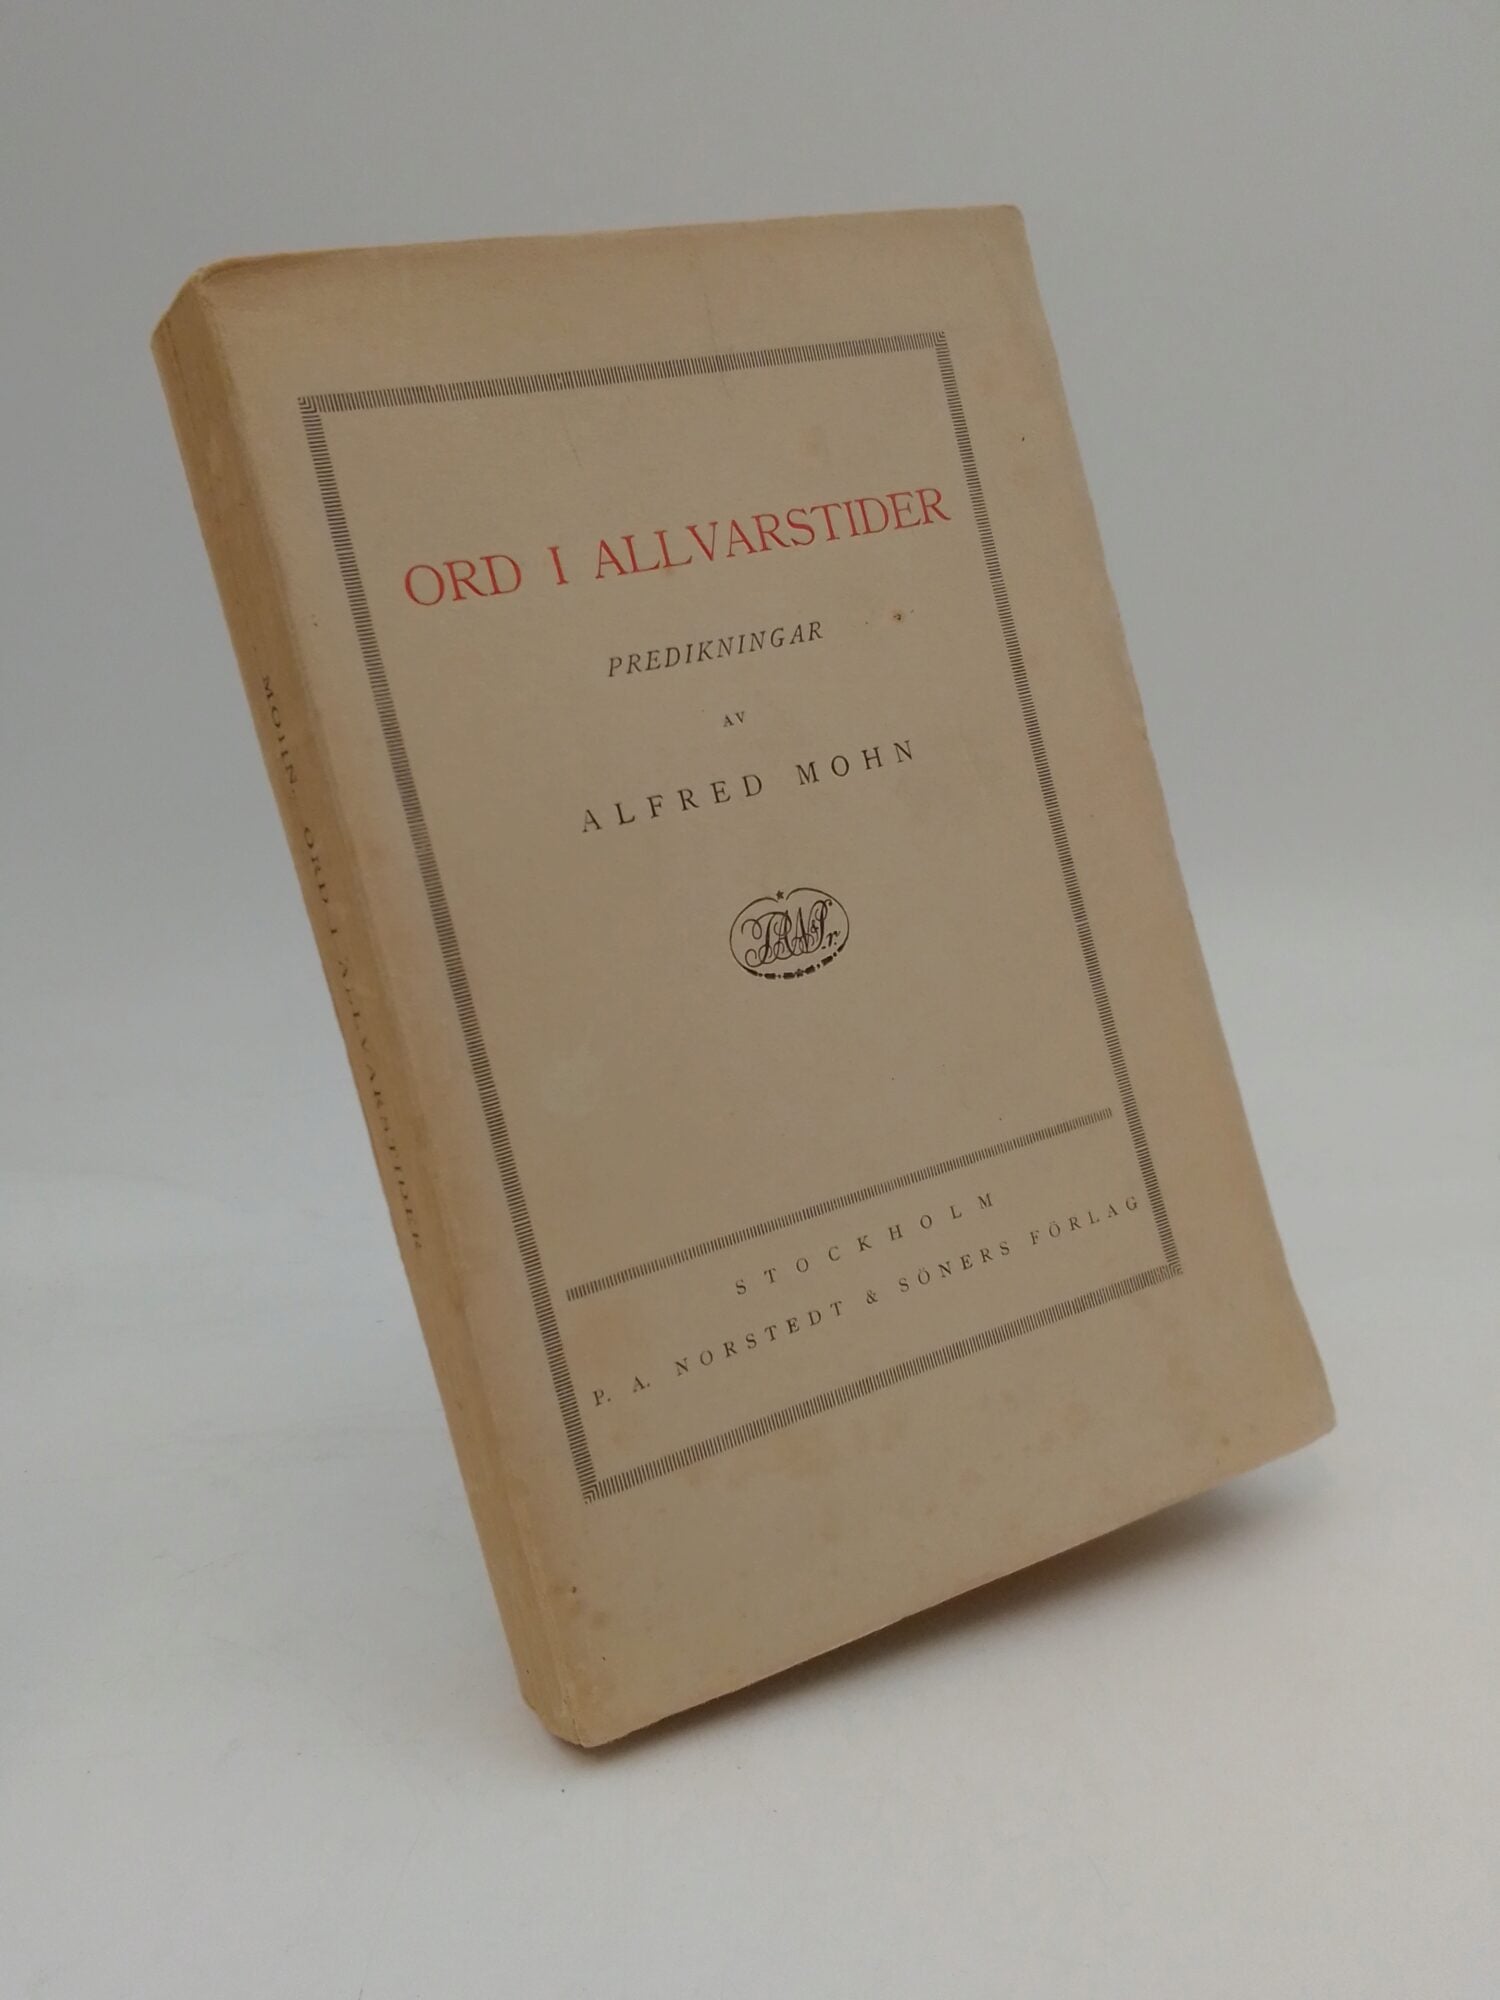 ORD I ALLVARSTIDER
PREDIKNINGAR
AV
ALFRED MOHN
STOCKHOLM
P. A. NORSTEDT & SÖNERS FÖRLAG
MOHN. ORD I ALLVARSTIDER